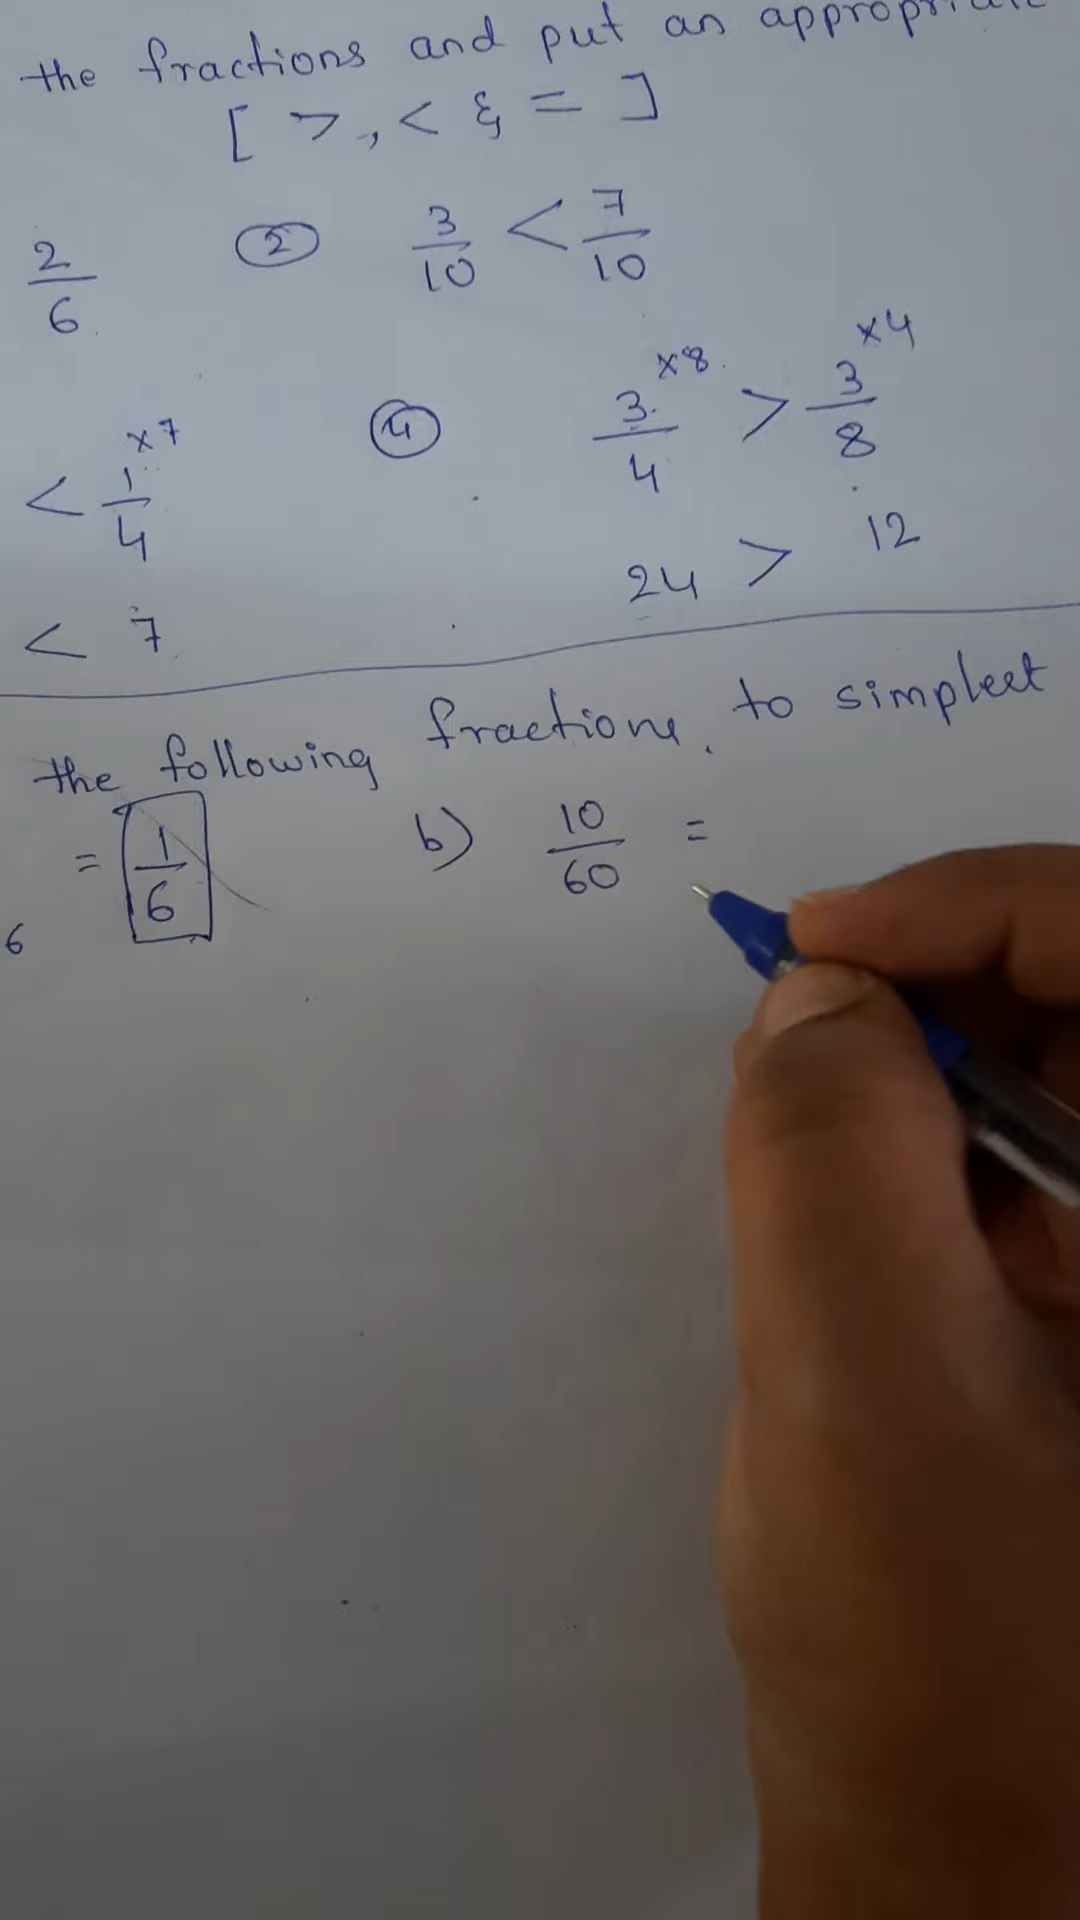 the fractions and put an appropriate
[ >, < & = ]
2/6 ② 3/10 < 7/10
< 1/4 ×7 ④ 3/4 ×8 > 3/8 ×4
24 > 12
< 7
the following fractions to simplest
= 1/6 b) 10/60 =
6